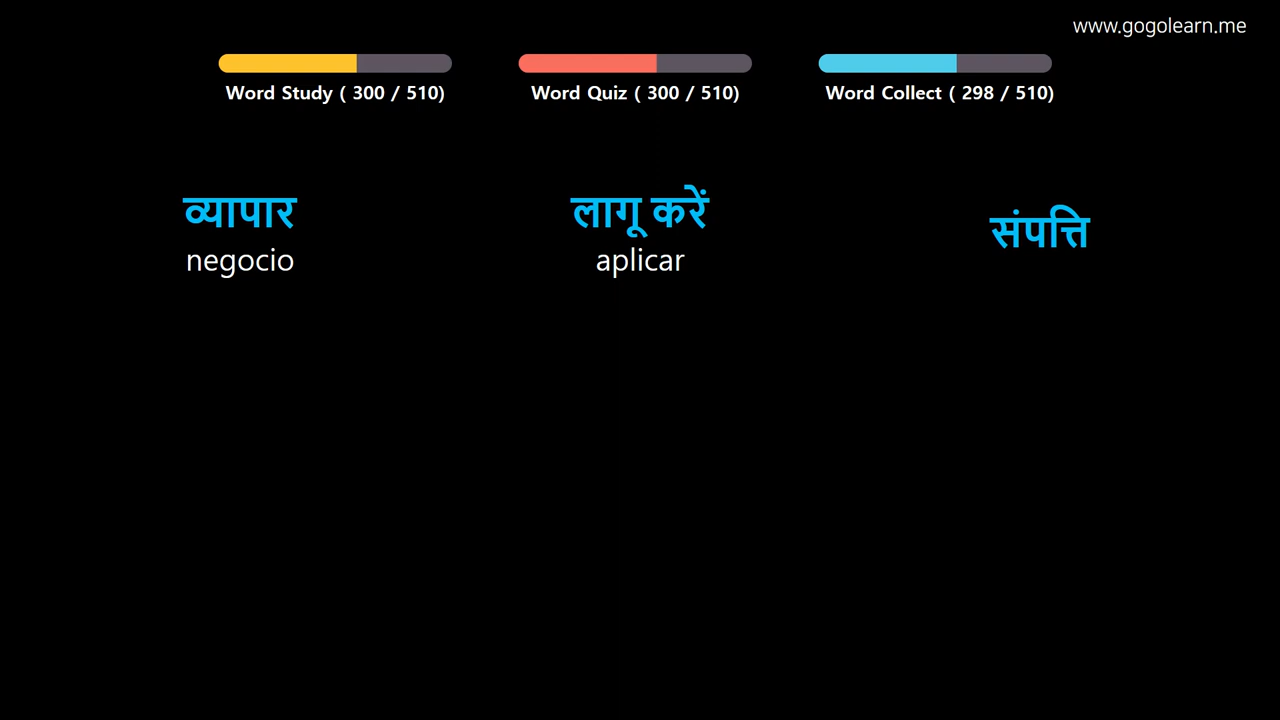 www.gogolearn.me
Word Study ( 300 / 510)
Word Quiz ( 300 / 510)
Word Collect ( 298 / 510)
व्यापार
negocio
लागू करें
aplicar
संपत्ति